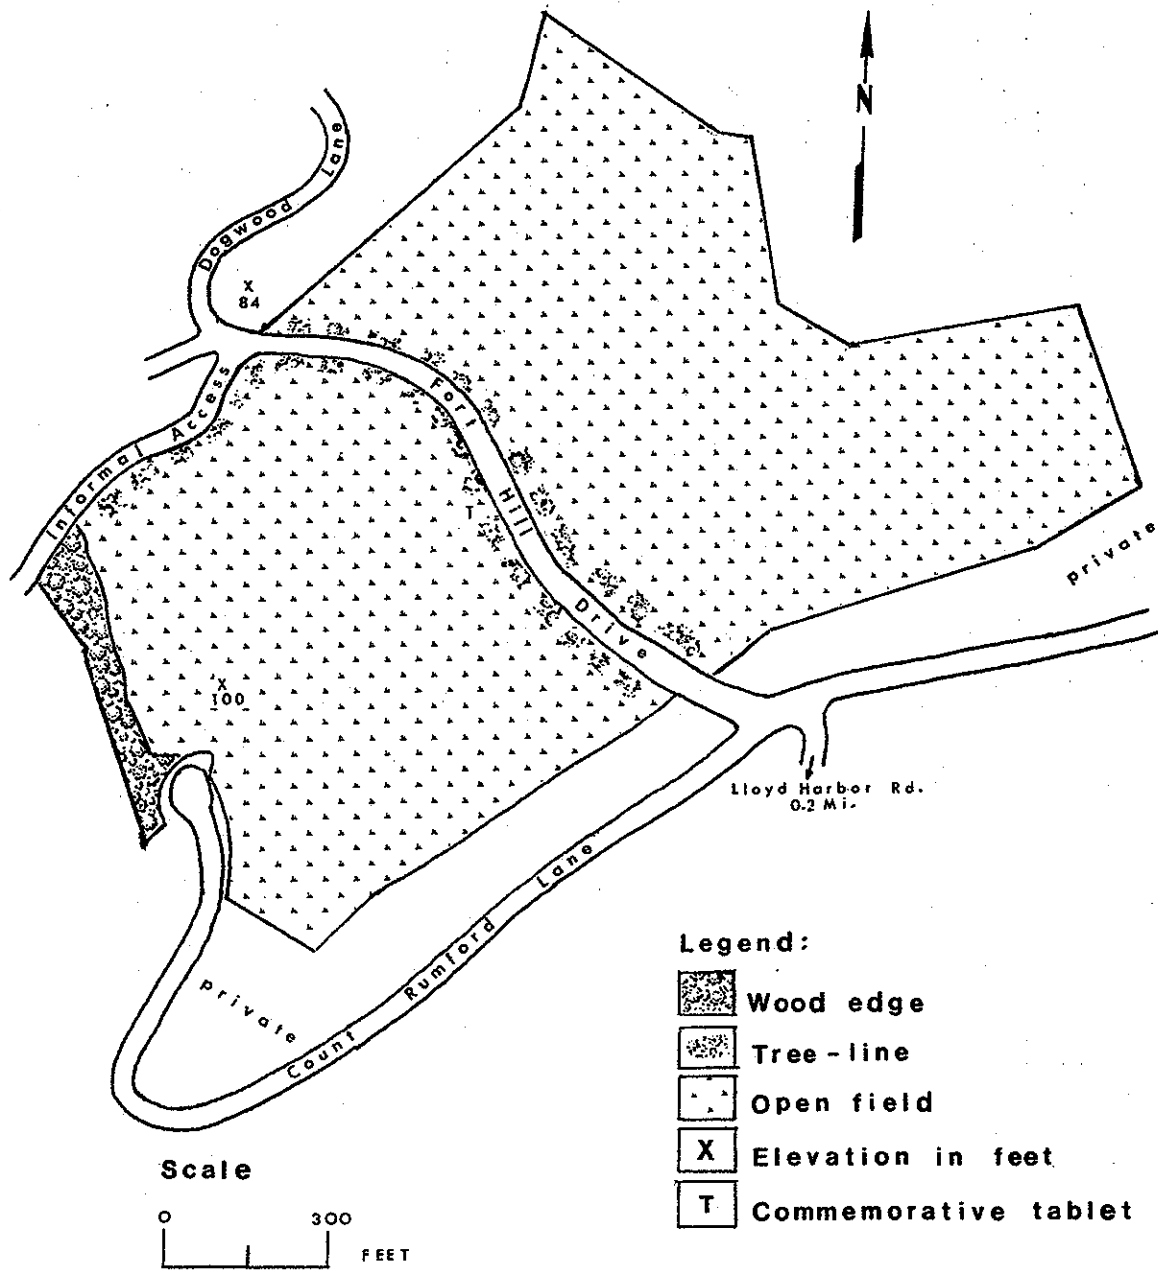 N
Dogwood Lane
X
84
Informal Access
Fort Hill Drive
T
private
X
100
Lloyd Harbor Rd.
0.2 Mi.
Count Rumford Lane
private
Legend:
Wood edge
Tree-line
Open field
X Elevation in feet
T Commemorative tablet
Scale
0 300
FEET